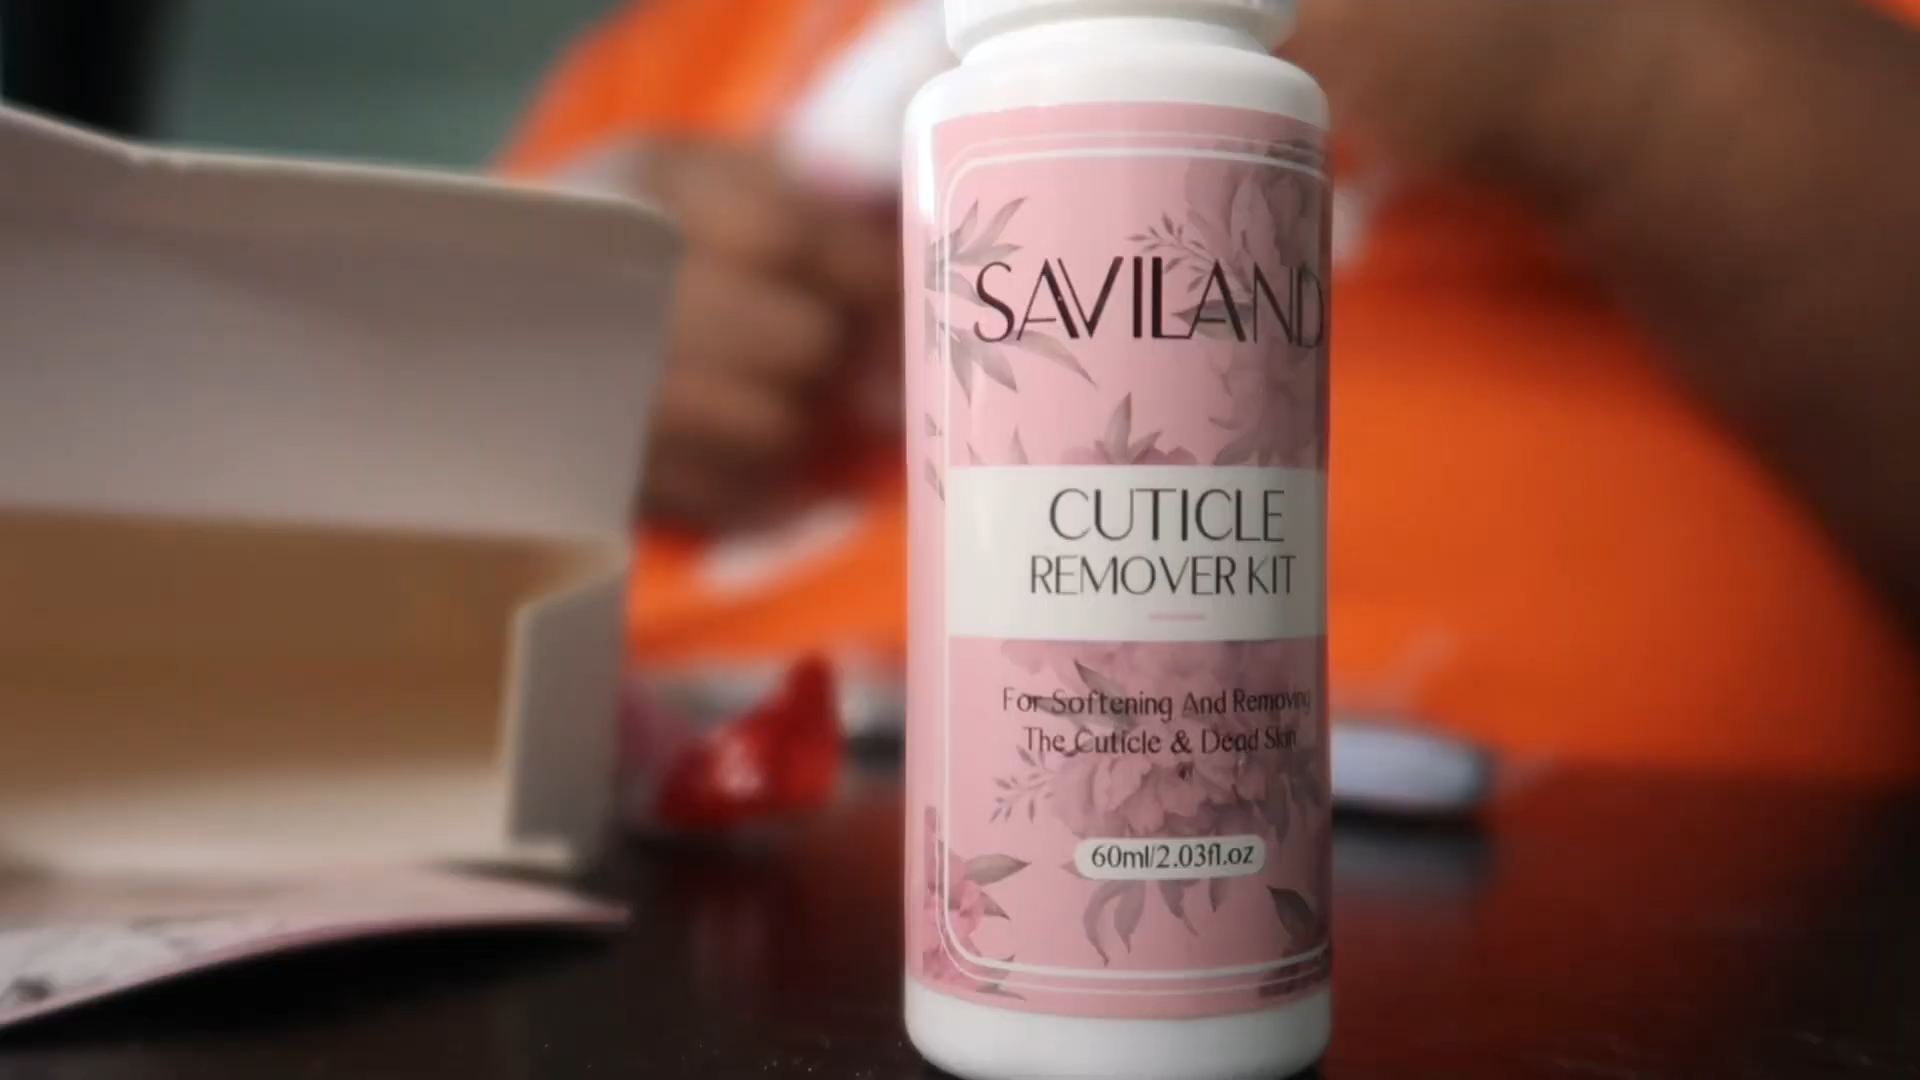 SAVILAND
CUTICLE
REMOVER KIT
For Softening And Removing
The Cuticle & Dead Skin
60ml/2.03fl.oz